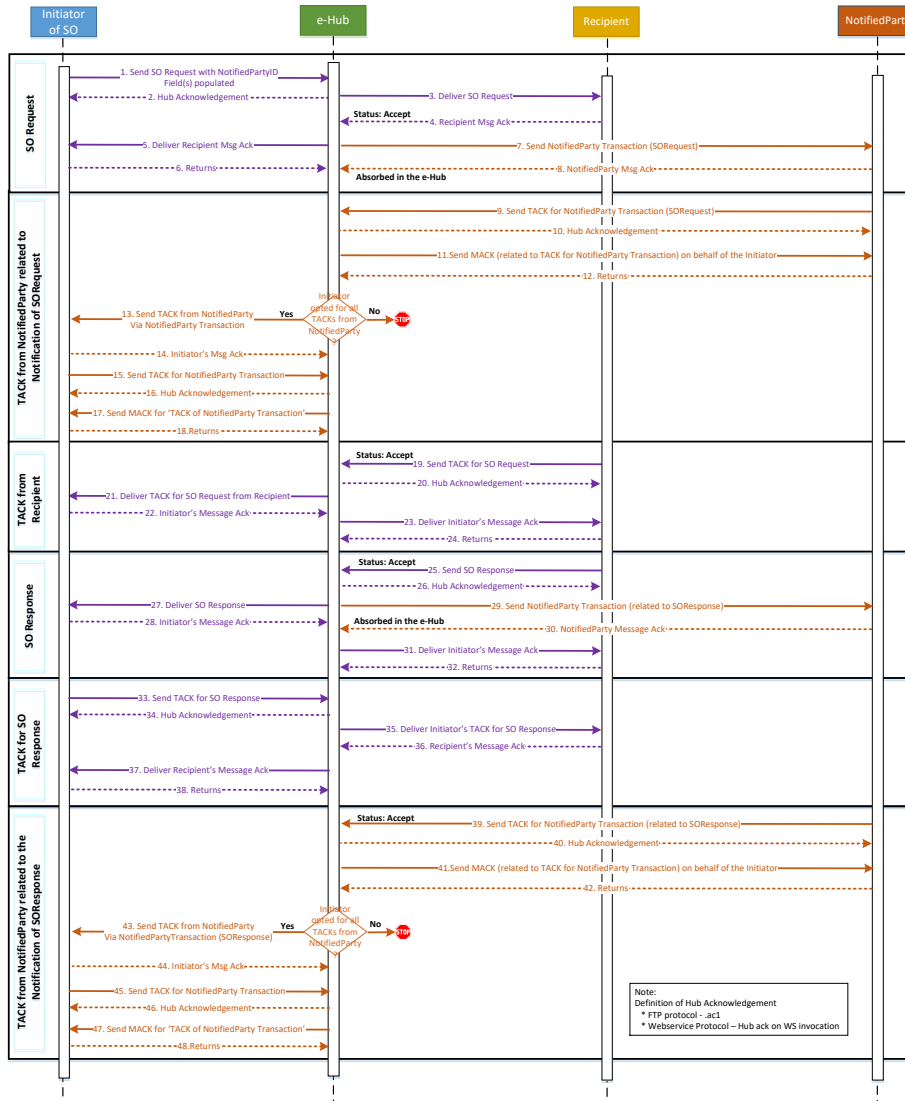 Initiator
of SO
e-Hub
Recipient
NotifiedPart
SO Request
1. Send SO Request with NotifiedPartyID
Field(s) populated
2. Hub Acknowledgement
3. Deliver SO Request
Status: Accept
4. Recipient Msg Ack
5. Deliver Recipient Msg Ack
7. Send NotifiedParty Transaction (SORequest)
6. Returns
8. NotifiedParty Msg Ack
Absorbed in the e-Hub
TACK from NotifiedParty related to
Notification of SORequest
9. Send TACK for NotifiedParty Transaction (SORequest)
10. Hub Acknowledgement
11.Send MACK (related to TACK for NotifiedParty Transaction) on behalf of the Initiator
12. Returns
Initiator
opted for all
TACKs from
NotifiedParty
?
Yes
No
STOP
13. Send TACK from NotifiedParty
Via NotifiedParty Transaction
14. Initiator's Msg Ack
15. Send TACK for NotifiedParty Transaction
16. Hub Acknowledgement
17. Send MACK for 'TACK of NotifiedParty Transaction'
18.Returns
TACK from
Recipient
Status: Accept
19. Send TACK for SO Request
20. Hub Acknowledgement
21. Deliver TACK for SO Request from Recipient
22. Initiator's Message Ack
23. Deliver Initiator's Message Ack
24. Returns
SO Response
Status: Accept
25. Send SO Response
26. Hub Acknowledgement
27. Deliver SO Response
29. Send NotifiedParty Transaction (related to SOResponse)
28. Initiator's Message Ack
Absorbed in the e-Hub
30. NotifiedParty Message Ack
31. Deliver Initiator's Message Ack
32. Returns
TACK for SO
Response
33. Send TACK for SO Response
34. Hub Acknowledgement
35. Deliver Initiator's TACK for SO Response
36. Recipient's Message Ack
37. Deliver Recipient's Message Ack
38. Returns
TACK from NotifiedParty related to the
Notification of SOResponse
Status: Accept
39. Send TACK for NotifiedParty Transaction (related to SOResponse)
40. Hub Acknowledgement
41.Send MACK (related to TACK for NotifiedParty Transaction) on behalf of the Initiator
42. Returns
Initiator
opted for all
TACKs from
NotifiedParty
?
Yes
No
STOP
43. Send TACK from NotifiedParty
Via NotifiedPartyTransaction (SOResponse)
44. Initiator's Msg Ack
45. Send TACK for NotifiedParty Transaction
46. Hub Acknowledgement
47. Send MACK for 'TACK of NotifiedParty Transaction'
48.Returns
Note:
Definition of Hub Acknowledgement
* FTP protocol - .ac1
* Webservice Protocol – Hub ack on WS invocation